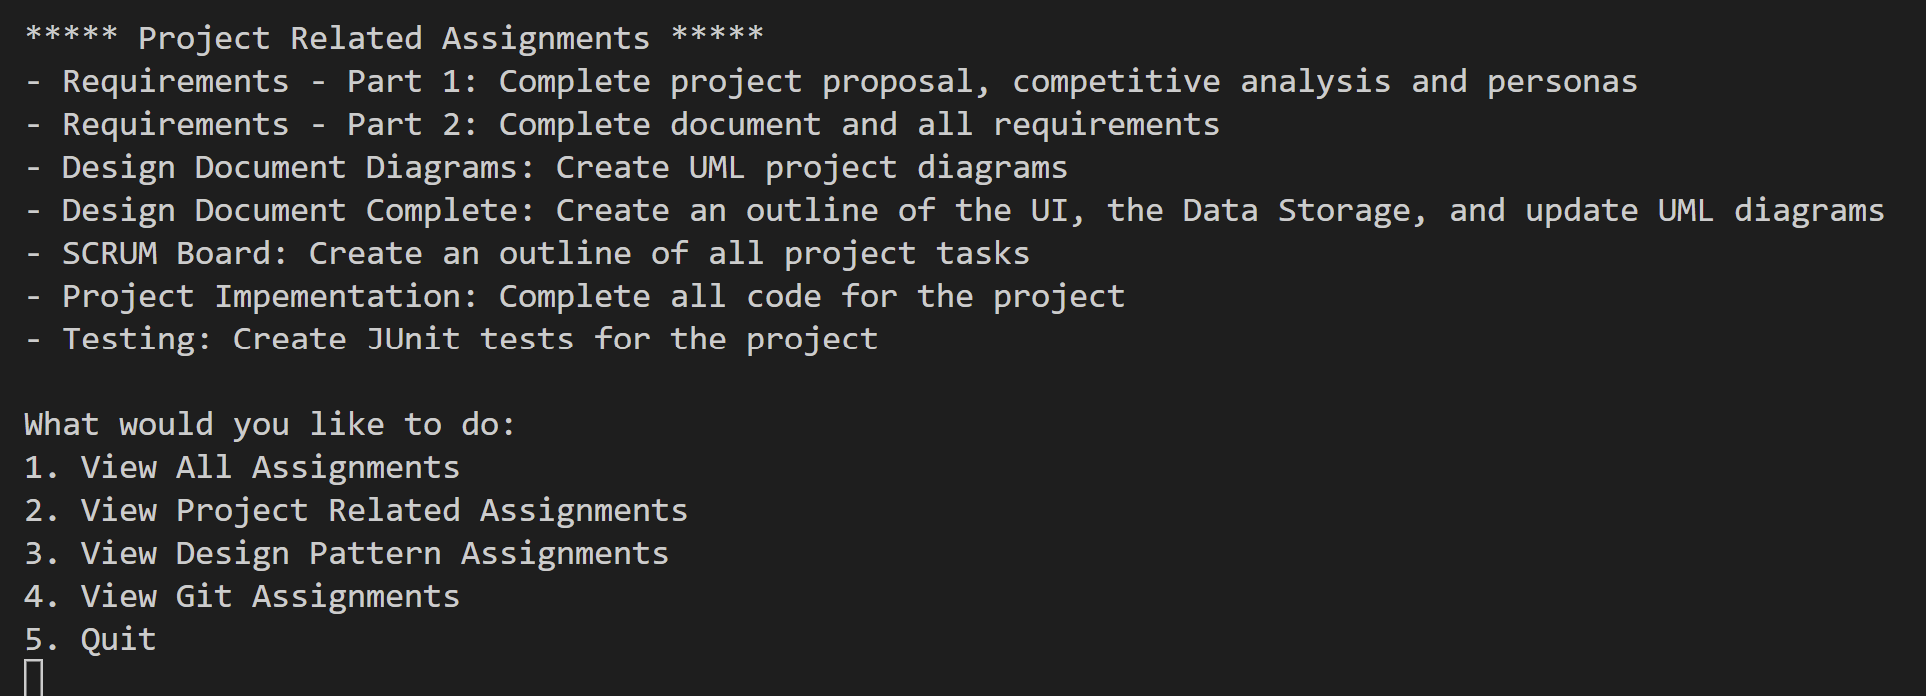 ***** Project Related Assignments *****
- Requirements - Part 1: Complete project proposal, competitive analysis and personas
- Requirements - Part 2: Complete document and all requirements
- Design Document Diagrams: Create UML project diagrams
- Design Document Complete: Create an outline of the UI, the Data Storage, and update UML diagrams
- SCRUM Board: Create an outline of all project tasks
- Project Impementation: Complete all code for the project
- Testing: Create JUnit tests for the project
What would you like to do:
1. View All Assignments
2. View Project Related Assignments
3. View Design Pattern Assignments
4. View Git Assignments
5. Quit